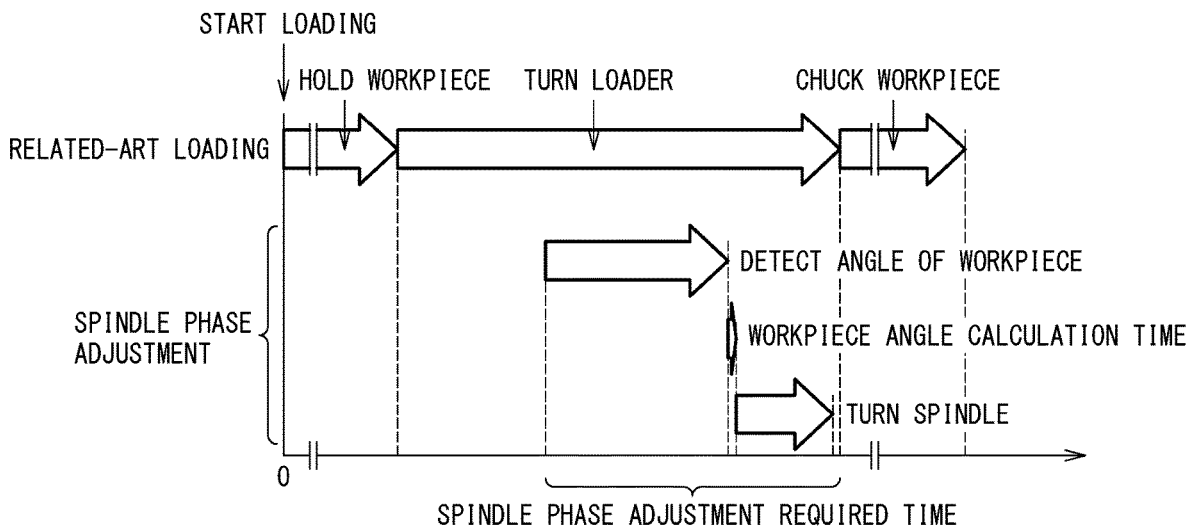 START LOADING
HOLD WORKPIECE
TURN LOADER
CHUCK WORKPIECE
RELATED-ART LOADING
DETECT ANGLE OF WORKPIECE
SPINDLE PHASE
ADJUSTMENT
WORKPIECE ANGLE CALCULATION TIME
TURN SPINDLE
0
SPINDLE PHASE ADJUSTMENT REQUIRED TIME